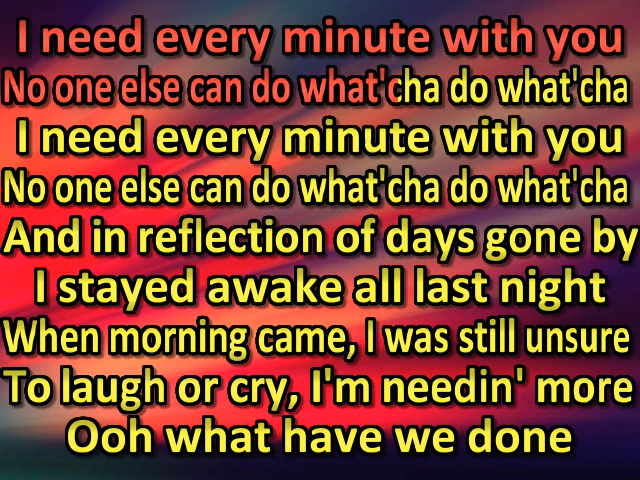 I need every minute with you
No one else can do what'cha do what'cha
I need every minute with you
No one else can do what'cha do what'cha
And in reflection of days gone by
I stayed awake all last night
When morning came, I was still unsure
To laugh or cry, I'm needin' more
Ooh what have we done